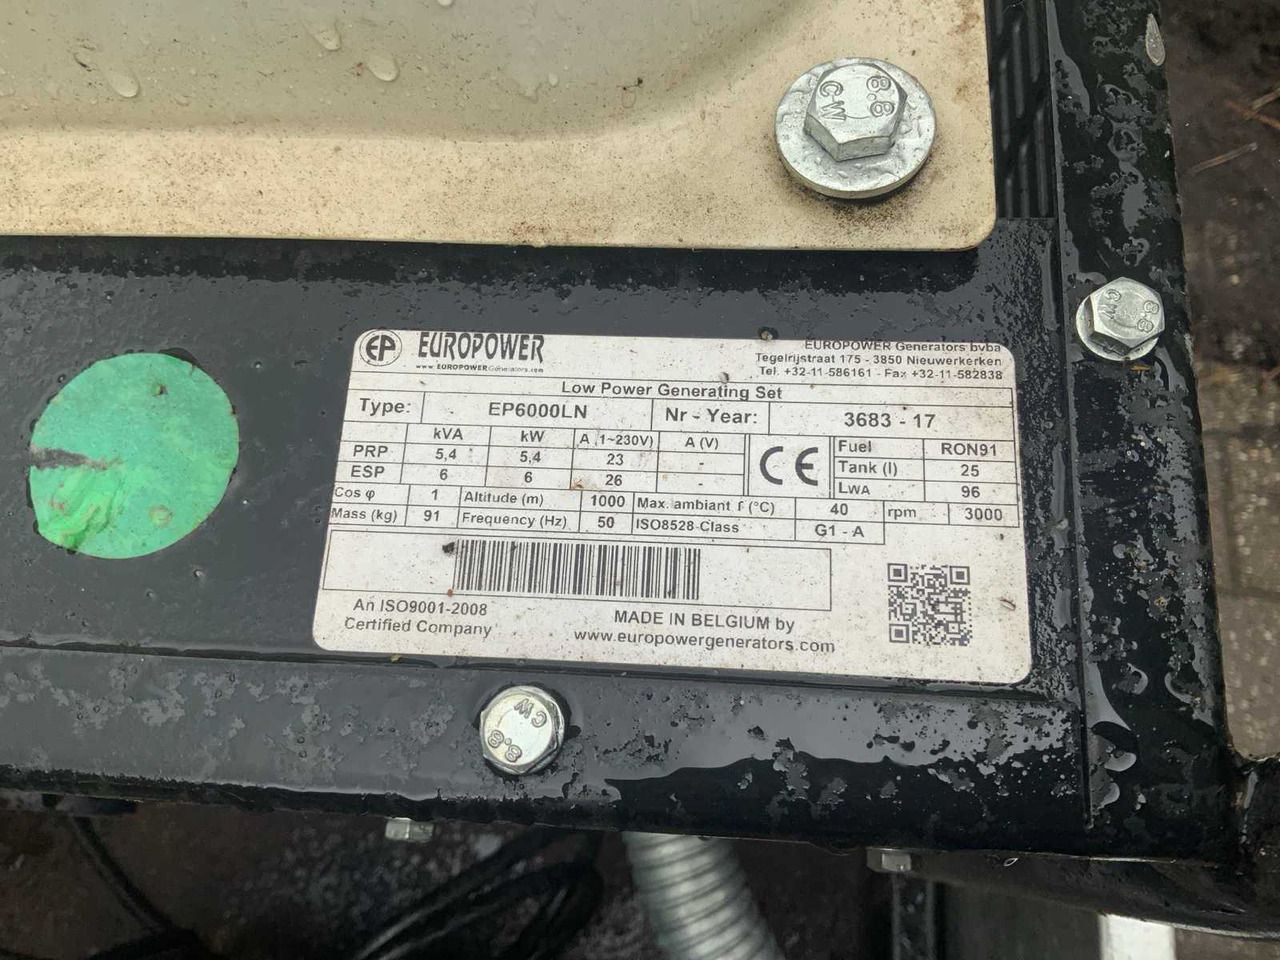 8.8
CW
8.8
CW
EP EUROPOWER
www.EUROPOWERGenerators.com
EUROPOWER Generators bvba
Tegelrijstraat 175 - 3850 Nieuwerkerken
Tel. +32-11-586161 - Fax +32-11-582838
Low Power Generating Set
Type: EP6000LN Nr - Year: 3683 - 17
kVA kW A (1~230V) A (V)
PRP 5,4 5,4 23 -
ESP 6 6 26 -
CE
Fuel RON91
Tank (l) 25
LWA 96
Cos φ 1 Altitude (m) 1000 Max. ambiant t (°C) 40 rpm 3000
Mass (kg) 91 Frequency (Hz) 50 ISO8528-Class G1 - A
An ISO9001-2008
Certified Company
MADE IN BELGIUM by
www.europowergenerators.com
CW
8.8